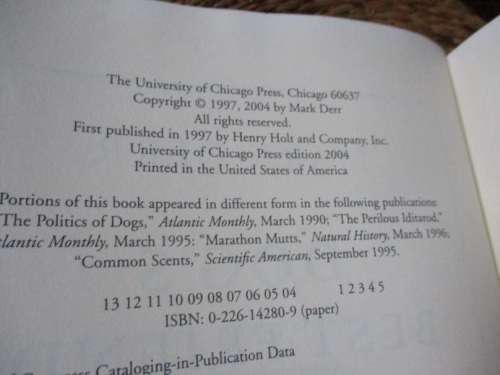 The University of Chicago Press, Chicago 60637
Copyright © 1997, 2004 by Mark Derr
All rights reserved.
First published in 1997 by Henry Holt and Company, Inc.
University of Chicago Press edition 2004
Printed in the United States of America
Portions of this book appeared in different form in the following publications:
"The Politics of Dogs," Atlantic Monthly, March 1990; "The Perilous Iditarod,"
lantic Monthly, March 1995: "Marathon Mutts," Natural History, March 1996;
"Common Scents," Scientific American, September 1995.
13 12 11 10 09 08 07 06 05 04 1 2 3 4 5
ISBN: 0-226-14280-9 (paper)
Cataloging-in-Publication Data